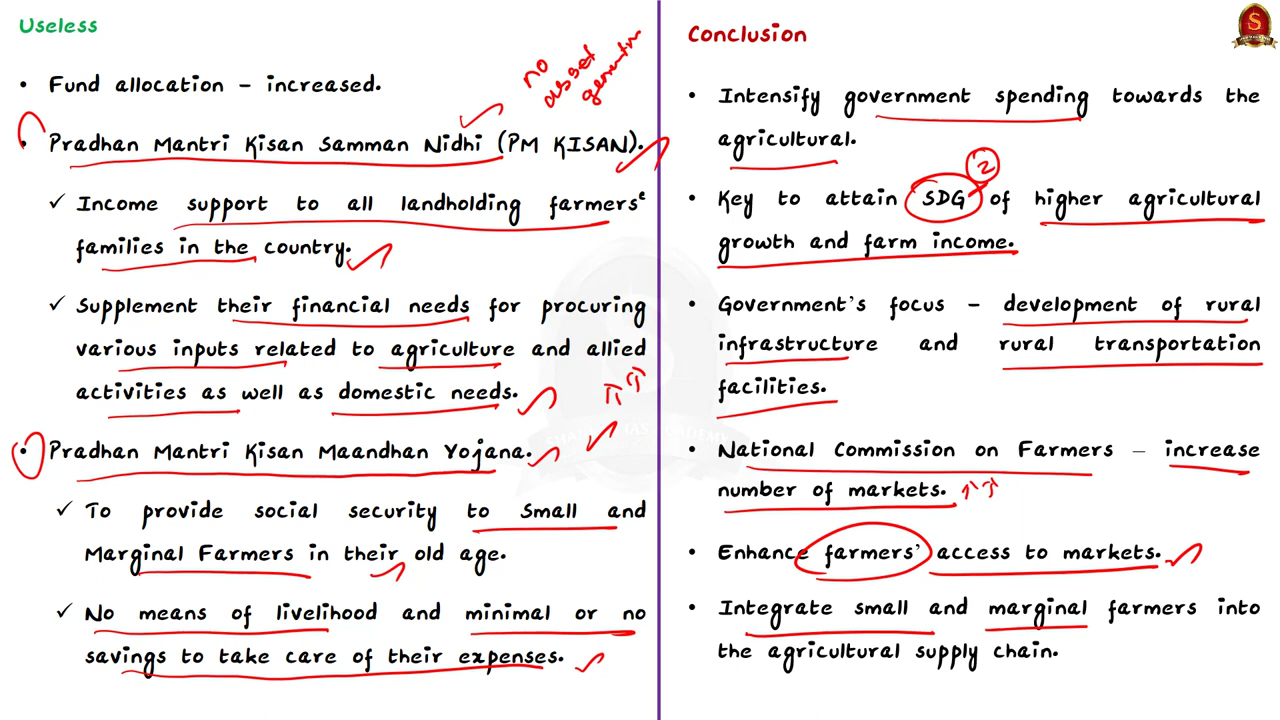 Useless
• Fund allocation – increased.
no
asset
generation
• Pradhan Mantri Kisan Samman Nidhi (PM KISAN).
✓ Income support to all landholding farmers'
families in the country.
✓ Supplement their financial needs for procuring
various inputs related to agriculture and allied
activities as well as domestic needs.
• Pradhan Mantri Kisan Maandhan Yojana.
✓ To provide social security to Small and
Marginal Farmers in their old age.
✓ No means of livelihood and minimal or no
savings to take care of their expenses.
Conclusion
• Intensify government spending towards the
agricultural.
2
• Key to attain SDG of higher agricultural
growth and farm income.
• Government's focus – development of rural
infrastructure and rural transportation
facilities.
• National Commission on Farmers – increase
number of markets. ↑↑
• Enhance farmers' access to markets.
• Integrate small and marginal farmers into
the agricultural supply chain.
S